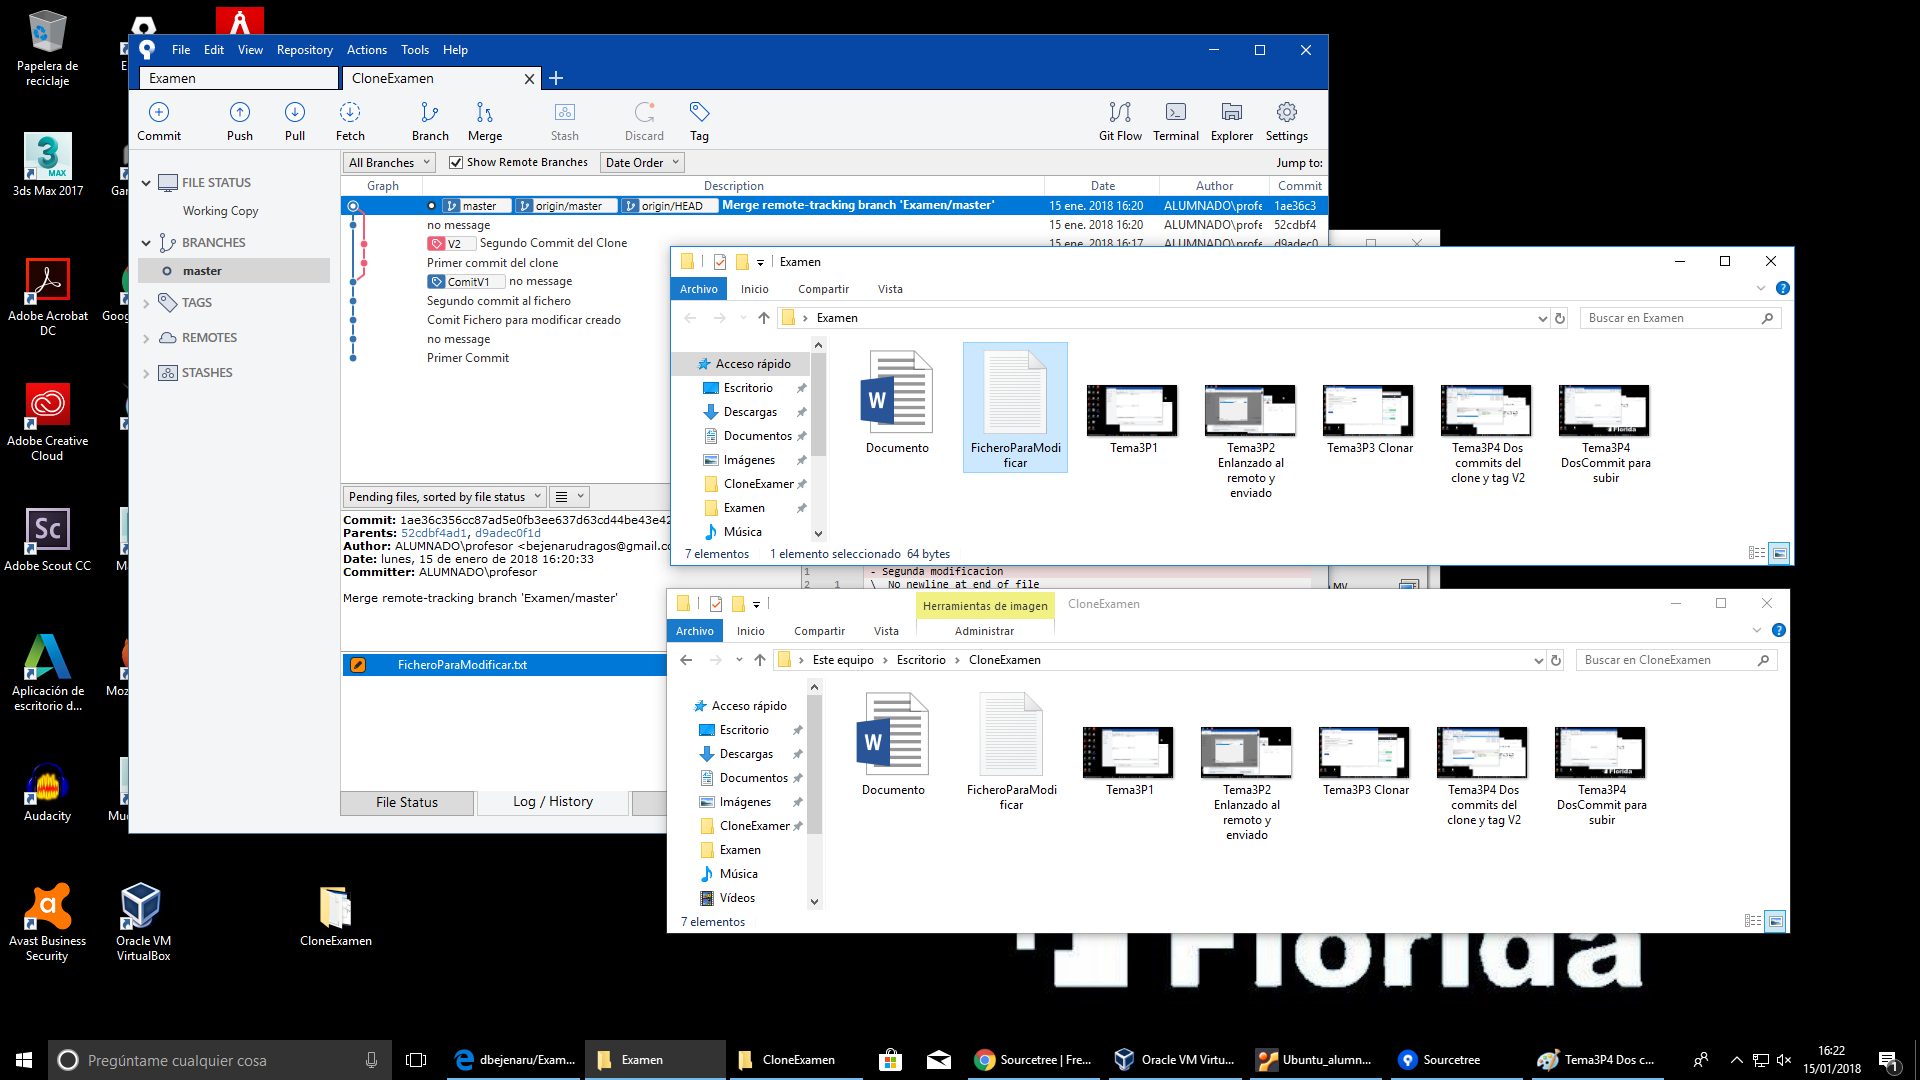 Papelera de
reciclaje
3ds Max 2017
Adobe Acrobat
DC
Adobe Creative
Cloud
Adobe Scout CC
Aplicación de
escritorio d...
Audacity
Avast Business
Security
Oracle VM
VirtualBox
CloneExamen
File Edit View Repository Actions Tools Help
Examen
CloneExamen
Commit
Push
Pull
Fetch
Branch
Merge
Stash
Discard
Tag
Git Flow
Terminal
Explorer
Settings
FILE STATUS
Working Copy
BRANCHES
master
TAGS
REMOTES
STASHES
All Branches
Show Remote Branches
Date Order
Jump to:
Graph Description Date Author Commit
master origin/master origin/HEAD Merge remote-tracking branch 'Examen/master' 15 ene. 2018 16:20 ALUMNADO\profe 1ae36c3
no message 15 ene. 2018 16:20 ALUMNADO\profe 52cdbf4
V2 Segundo Commit del Clone 15 ene. 2018 16:17 ALUMNADO\profe d9adec0
Primer commit del clone
ComitV1 no message
Segundo commit al fichero
Comit Fichero para modificar creado
no message
Primer Commit
Pending files, sorted by file status
Commit: 1ae36c356cc87ad5e0fb3ee637d63cd44be43e42
Parents: 52cdbf4ad1, d9adec0f1d
Author: ALUMNADO\profesor <bejenarudragos@gmail.co
Date: lunes, 15 de enero de 2018 16:20:33
Committer: ALUMNADO\profesor
Merge remote-tracking branch 'Examen/master'
FicheroParaModificar.txt
File Status
Log / History
1 - Segunda modificacion
2 1 \ No newline at end of file
MV
Examen
Archivo Inicio Compartir Vista
Examen
Buscar en Examen
Acceso rápido
Escritorio
Descargas
Documentos
Imágenes
CloneExamen
Examen
Música
Documento
FicheroParaModi
ficar
Tema3P1
Tema3P2
Enlanzado al
remoto y
enviado
Tema3P3 Clonar
Tema3P4 Dos
commits del
clone y tag V2
Tema3P4
DosCommit para
subir
7 elementos 1 elemento seleccionado 64 bytes
Herramientas de imagen
CloneExamen
Archivo Inicio Compartir Vista Administrar
Este equipo Escritorio CloneExamen
Buscar en CloneExamen
Acceso rápido
Escritorio
Descargas
Documentos
Imágenes
CloneExamen
Examen
Música
Vídeos
Documento
FicheroParaModi
ficar
Tema3P1
Tema3P2
Enlanzado al
remoto y
enviado
Tema3P3 Clonar
Tema3P4 Dos
commits del
clone y tag V2
Tema3P4
DosCommit para
subir
7 elementos
Florida
Pregúntame cualquier cosa
dbejenaru/Exam...
Examen
CloneExamen
Sourcetree | Fre...
Oracle VM Virtu...
Ubuntu_alumn...
Sourcetree
Tema3P4 Dos c...
16:22
15/01/2018
1